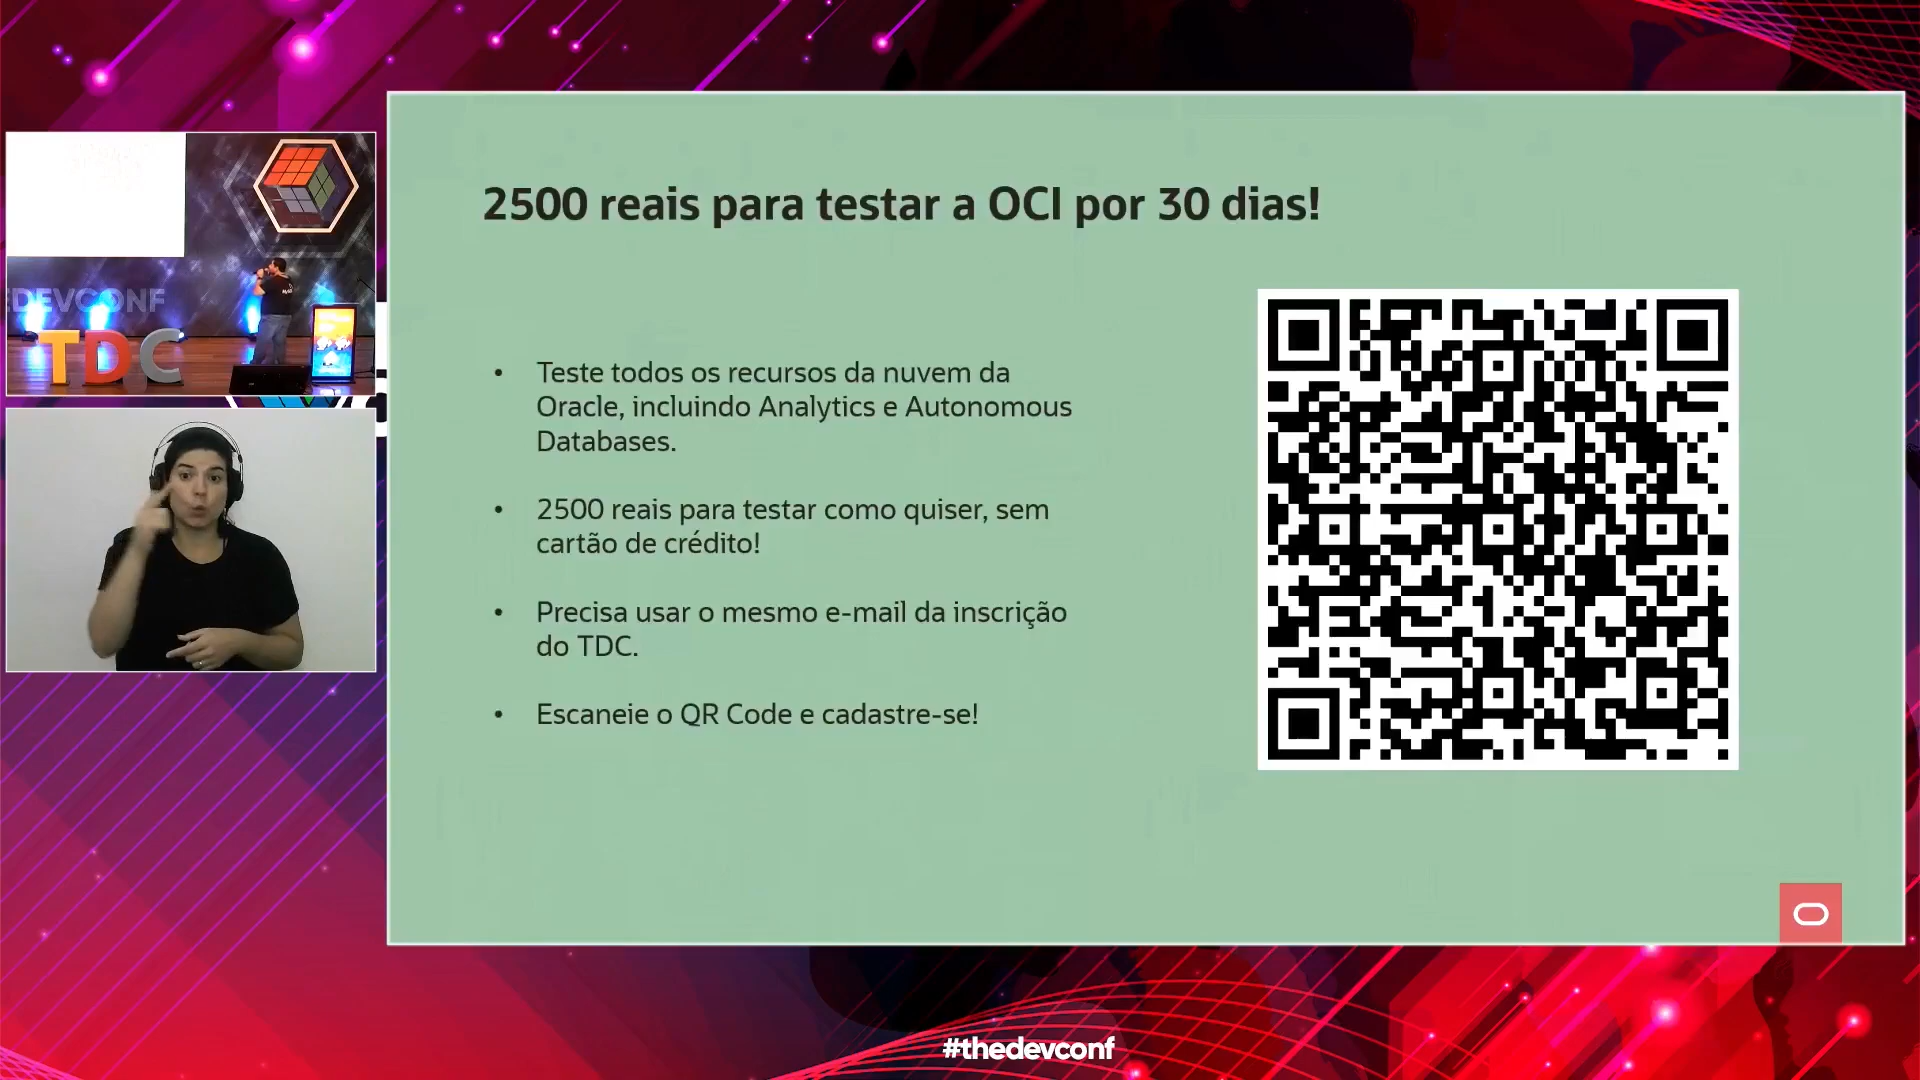 2500 reais para testar a OCI por 30 dias!
• Teste todos os recursos da nuvem da
Oracle, incluindo Analytics e Autonomous
Databases.
• 2500 reais para testar como quiser, sem
cartão de crédito!
• Precisa usar o mesmo e-mail da inscrição
do TDC.
• Escaneie o QR Code e cadastre-se!
EDEVCONF
TDC
#thedevconf